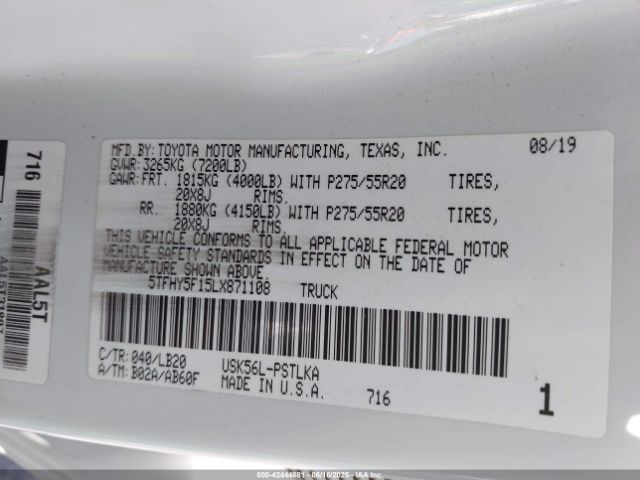 MFD BY: TOYOTA MOTOR MANUFACTURING, TEXAS, INC. 08/19
GVWR: 3265KG (7200LB)
GAWR: FRT. 1815KG (4000LB) WITH P275/55R20 TIRES,
20X8J RIMS.
RR. 1880KG (4150LB) WITH P275/55R20 TIRES,
20X8J RIMS.
THIS VEHICLE CONFORMS TO ALL APPLICABLE FEDERAL MOTOR
VEHICLE SAFETY STANDARDS IN EFFECT ON THE DATE OF
MANUFACTURE SHOWN ABOVE.
5TFHY5F15LX871108 TRUCK
C/TR: 040/LB20 USK56L-PSTLKA
A/TM: B02A/AB60F MADE IN U.S.A. 716 1
716
AAL5T
000-42444681 - 06/16/2025 - IAA Inc.